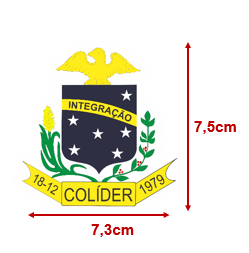 INTEGRAÇÃO
7,5cm
18-12 COLÍDER 1979
7,3cm